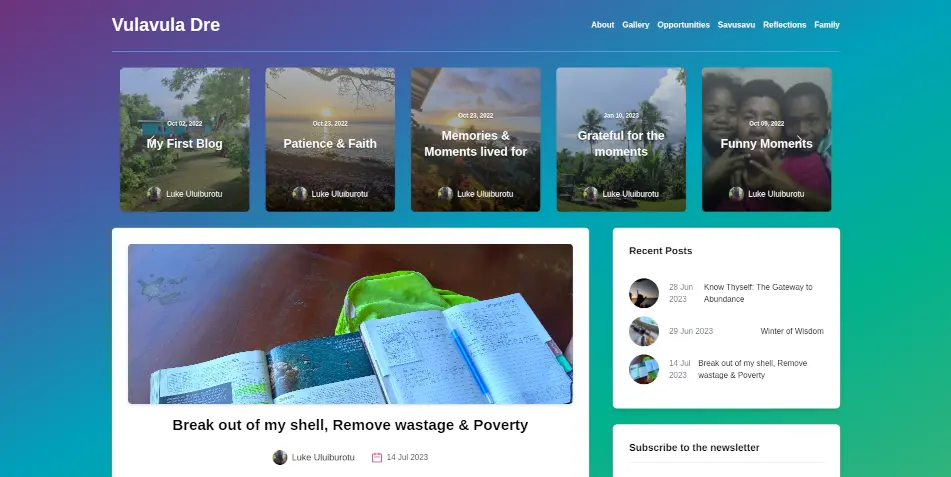 Vulavula Dre
About Gallery Opportunities Savusavu Reflections Family
Oct 02, 2022
My First Blog
Luke Uluiburotu
Oct 23, 2022
Patience & Faith
Luke Uluiburotu
Oct 23, 2022
Memories &
Moments lived for
Luke Uluiburotu
Jan 10, 2023
Grateful for the
moments
Luke Uluiburotu
Oct 09, 2022
Funny Moments
Luke Uluiburotu
Break out of my shell, Remove wastage & Poverty
Luke Uluiburotu 14 Jul 2023
Recent Posts
28 Jun
2023
Know Thyself: The Gateway to
Abundance
29 Jun 2023
Winter of Wisdom
14 Jul
2023
Break out of my shell, Remove
wastage & Poverty
Subscribe to the newsletter